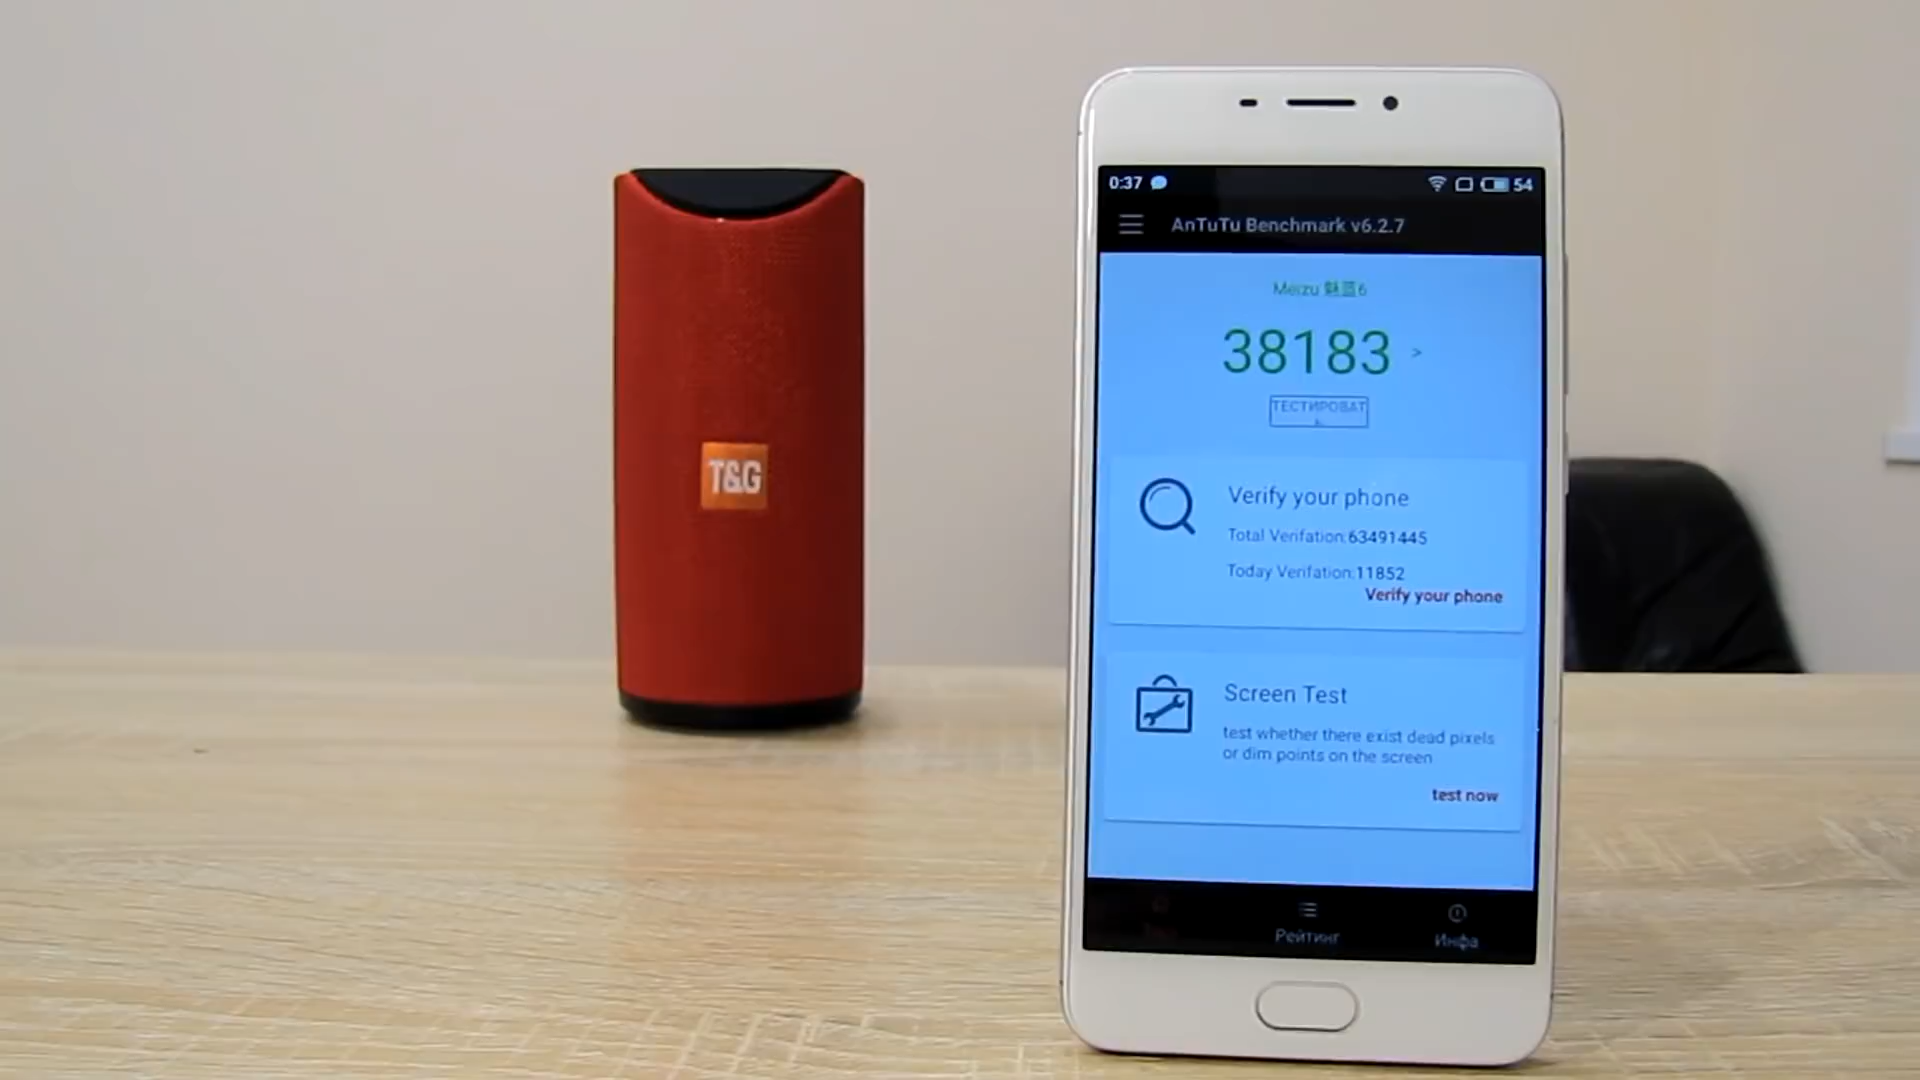 T&G
0:37
54
AnTuTu Benchmark v6.2.7
Meizu 魅蓝6
38183 >
ТЕСТИРОВАТ
Ь
Verify your phone
Total Verifation:63491445
Today Verifation:11852
Verify your phone
Screen Test
test whether there exist dead pixels
or dim points on the screen
test now
Рейтинг
Инфа